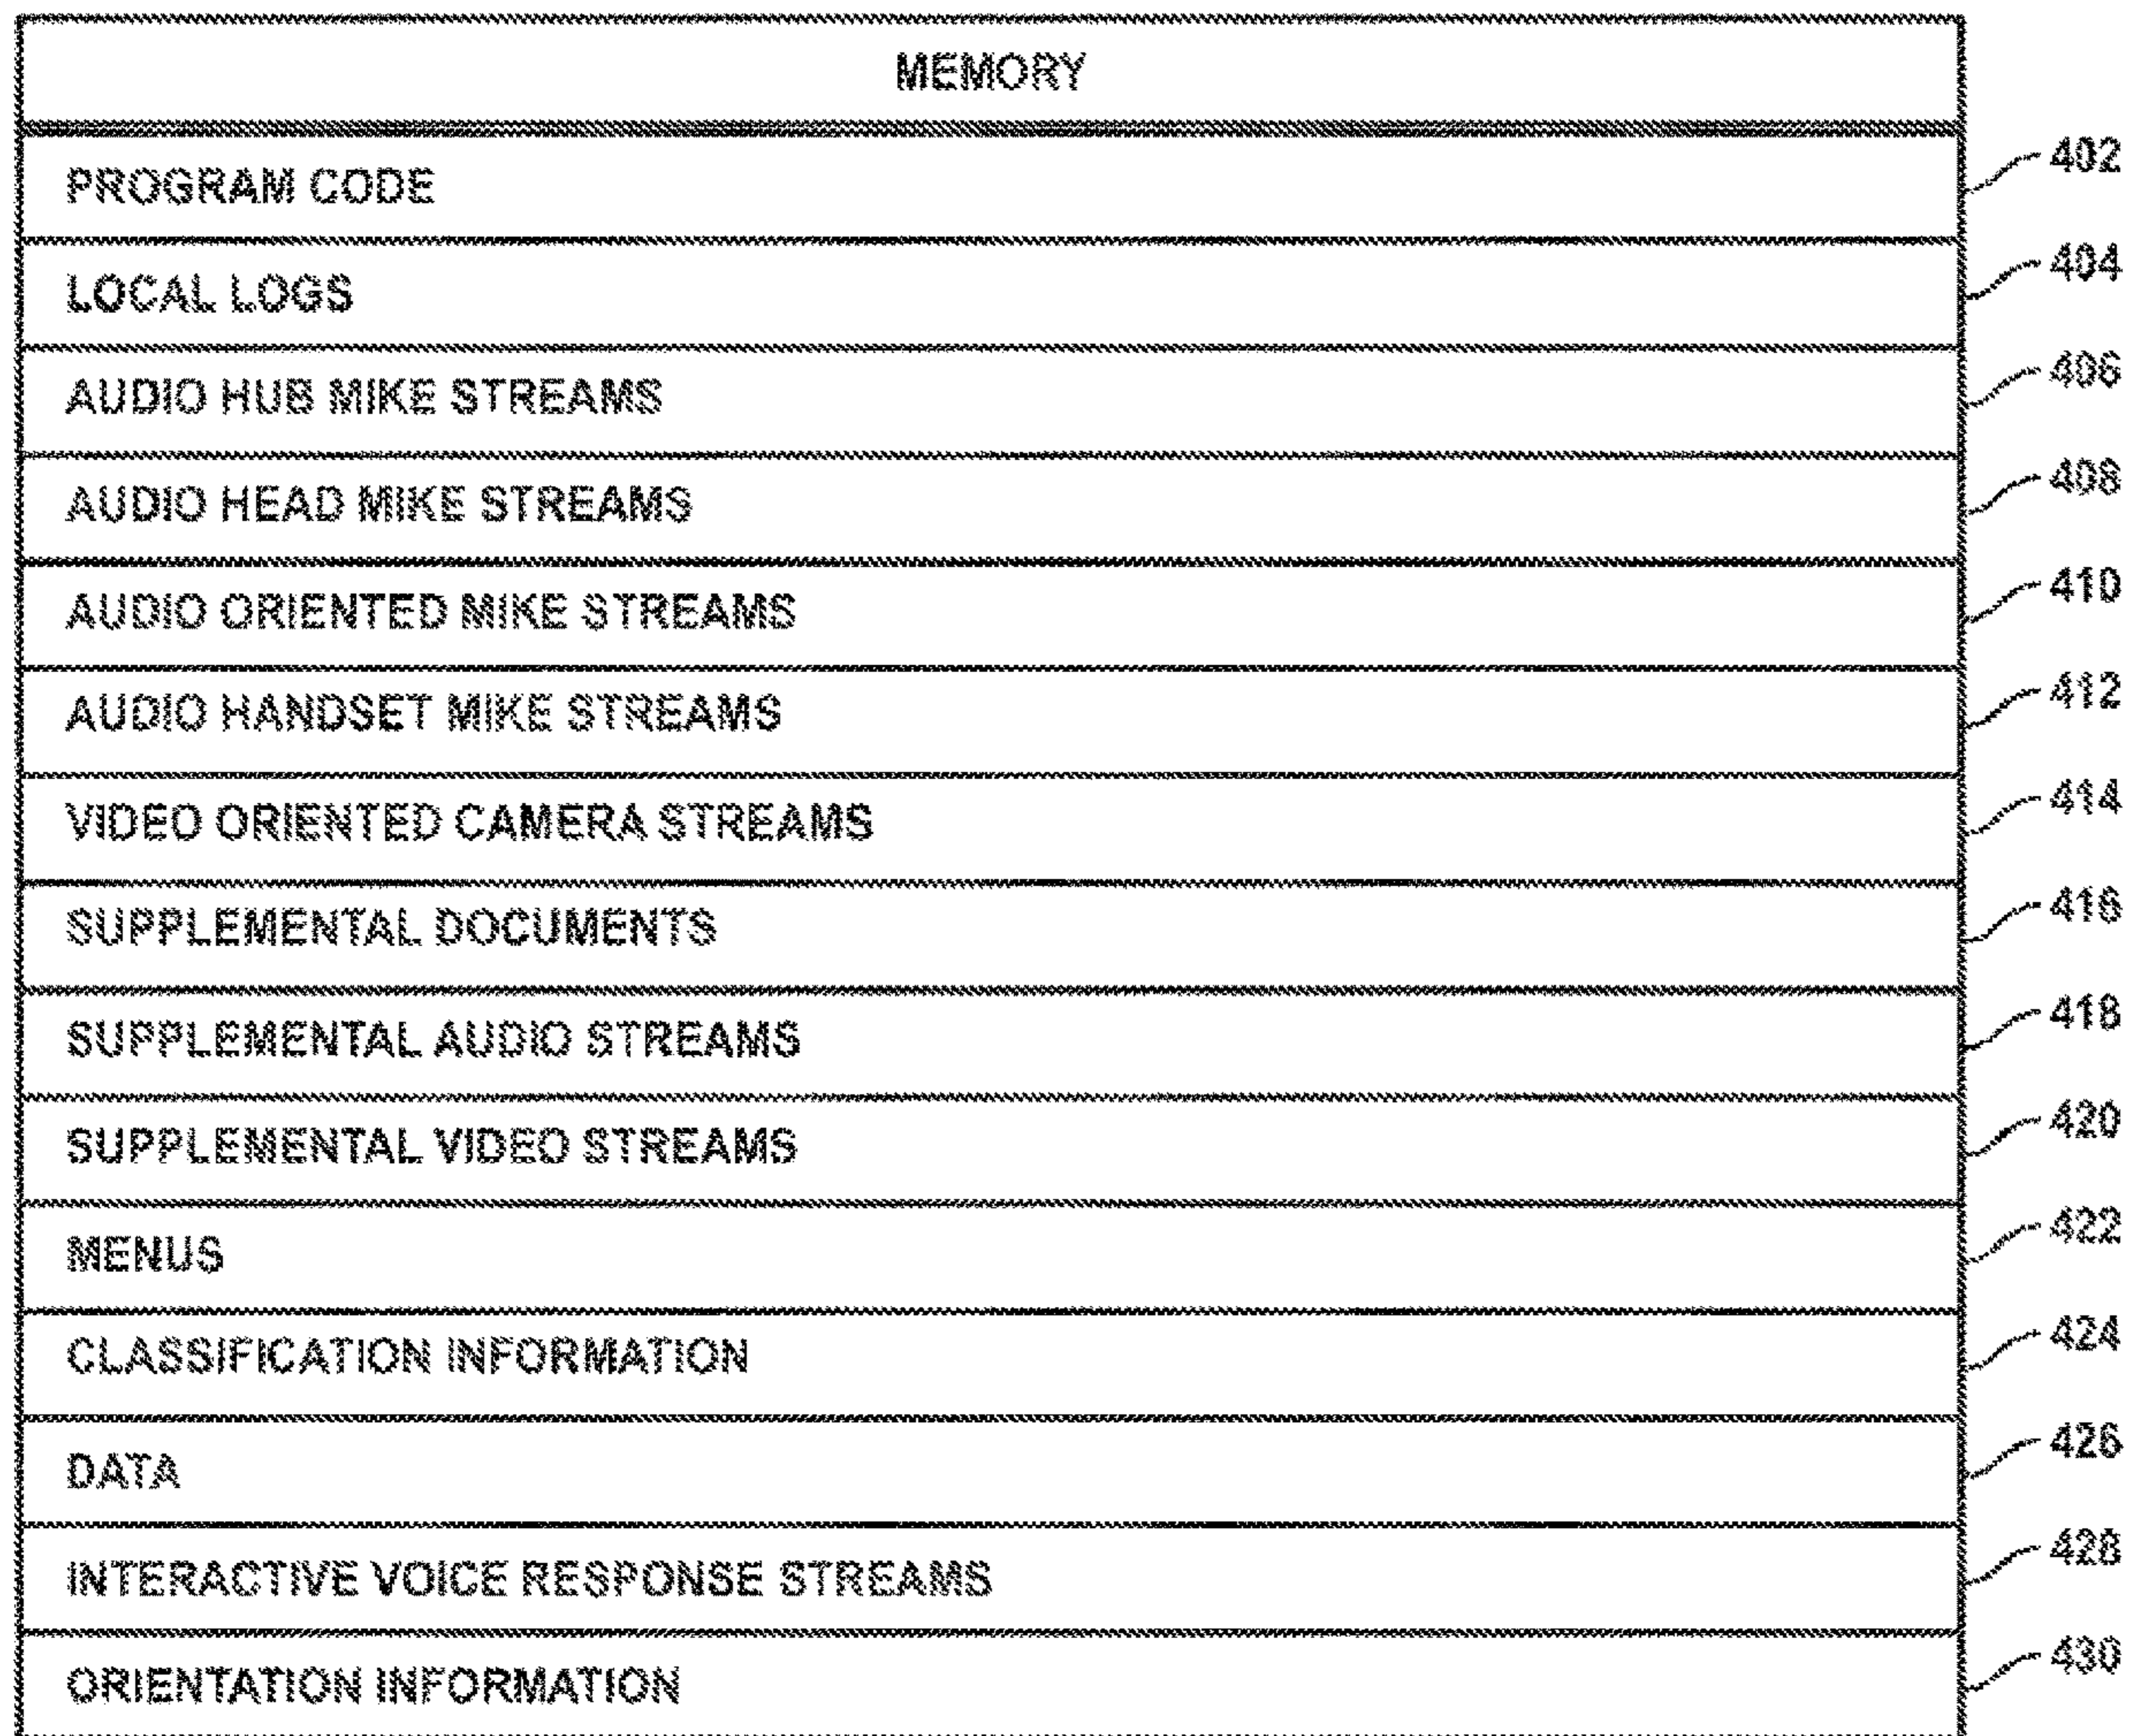 MEMORY
PROGRAM CODE 402
LOCAL LOGS 404
AUDIO HUB MIKE STREAMS 406
AUDIO HEAD MIKE STREAMS 408
AUDIO ORIENTED MIKE STREAMS 410
AUDIO HANDSET MIKE STREAMS 412
VIDEO ORIENTED CAMERA STREAMS 414
SUPPLEMENTAL DOCUMENTS 416
SUPPLEMENTAL AUDIO STREAMS 418
SUPPLEMENTAL VIDEO STREAMS 420
MENUS 422
CLASSIFICATION INFORMATION 424
DATA 426
INTERACTIVE VOICE RESPONSE STREAMS 428
ORIENTATION INFORMATION 430